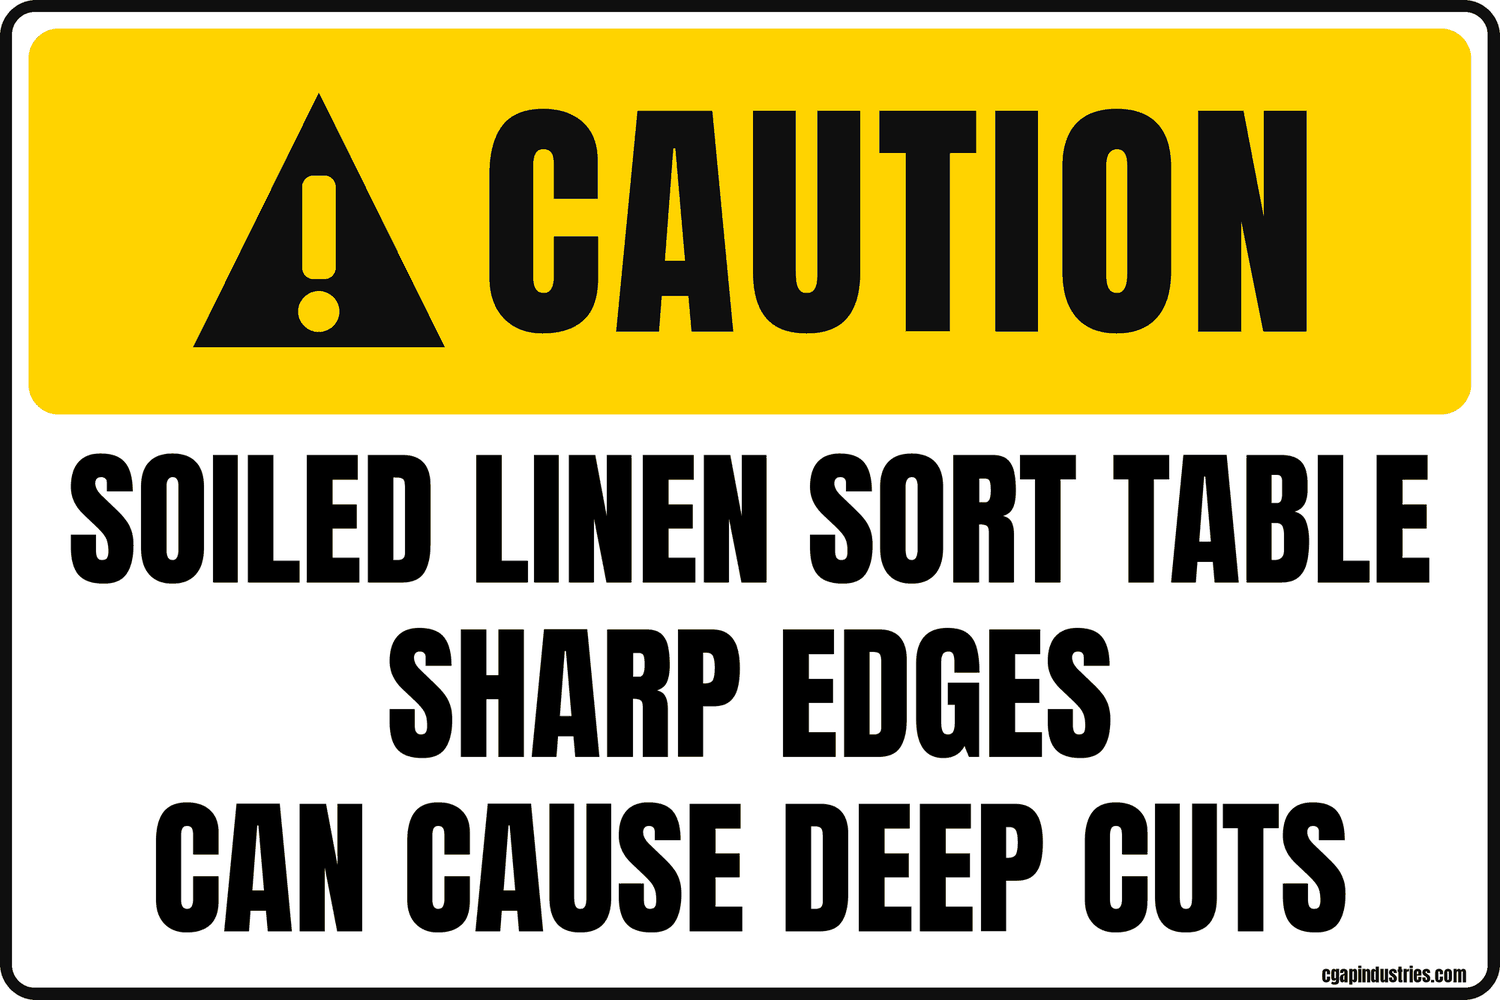 CAUTION
SOILED LINEN SORT TABLE
SHARP EDGES
CAN CAUSE DEEP CUTS
cgapindustries.com